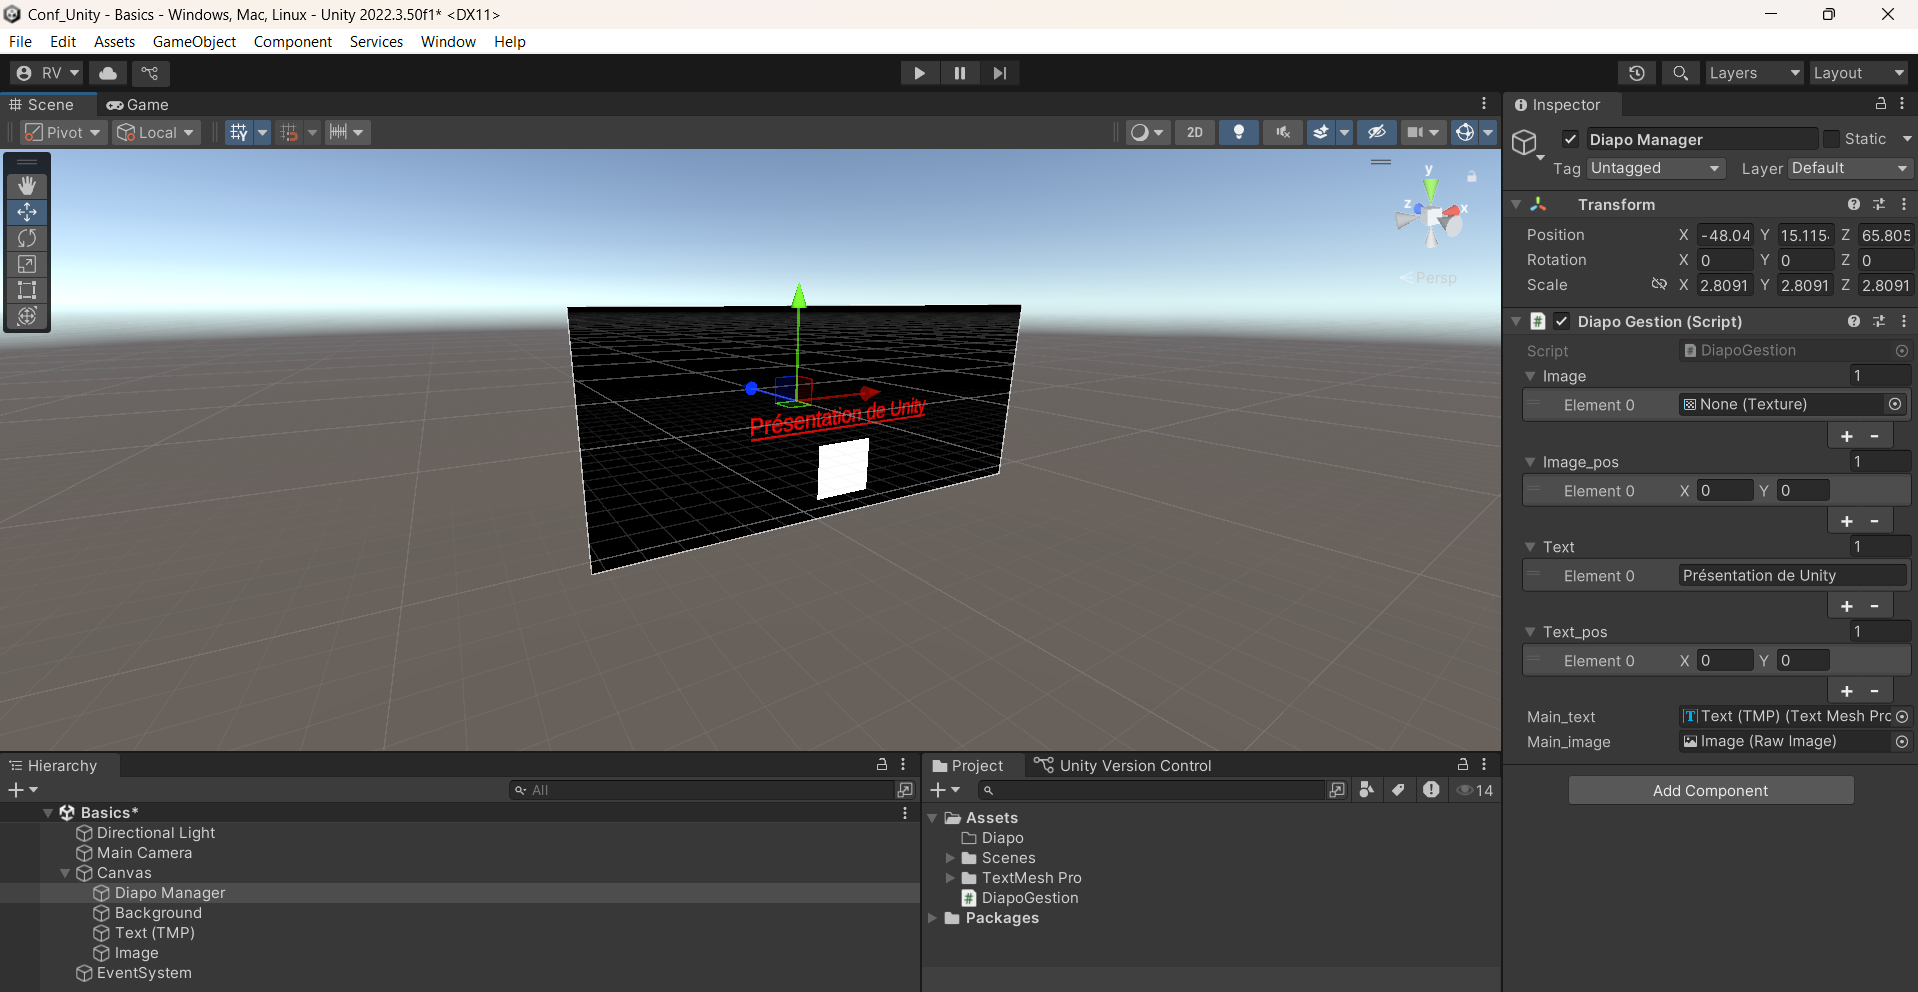 Conf_Unity - Basics - Windows, Mac, Linux - Unity 2022.3.50f1* <DX11>
File Edit Assets GameObject Component Services Window Help
RV Layers Layout
Scene Game
Pivot Local 2D
y
z x
Persp
Présentation de Unity
Inspector
Diapo Manager Static
Tag Untagged Layer Default
Transform
Position X -48.04 Y 15.115 Z 65.805
Rotation X 0 Y 0 Z 0
Scale X 2.8091 Y 2.8091 Z 2.8091
# Diapo Gestion (Script)
Script # DiapoGestion
Image 1
Element 0 None (Texture)
+ -
Image_pos 1
Element 0 X 0 Y 0
+ -
Text 1
Element 0 Présentation de Unity
+ -
Text_pos 1
Element 0 X 0 Y 0
+ -
Main_text Text (TMP) (Text Mesh Pro
Main_image Image (Raw Image)
Add Component
Hierarchy
+ All
Basics*
Directional Light
Main Camera
Canvas
Diapo Manager
Background
Text (TMP)
Image
EventSystem
Project Unity Version Control
+ 14
Assets
Diapo
Scenes
TextMesh Pro
# DiapoGestion
Packages